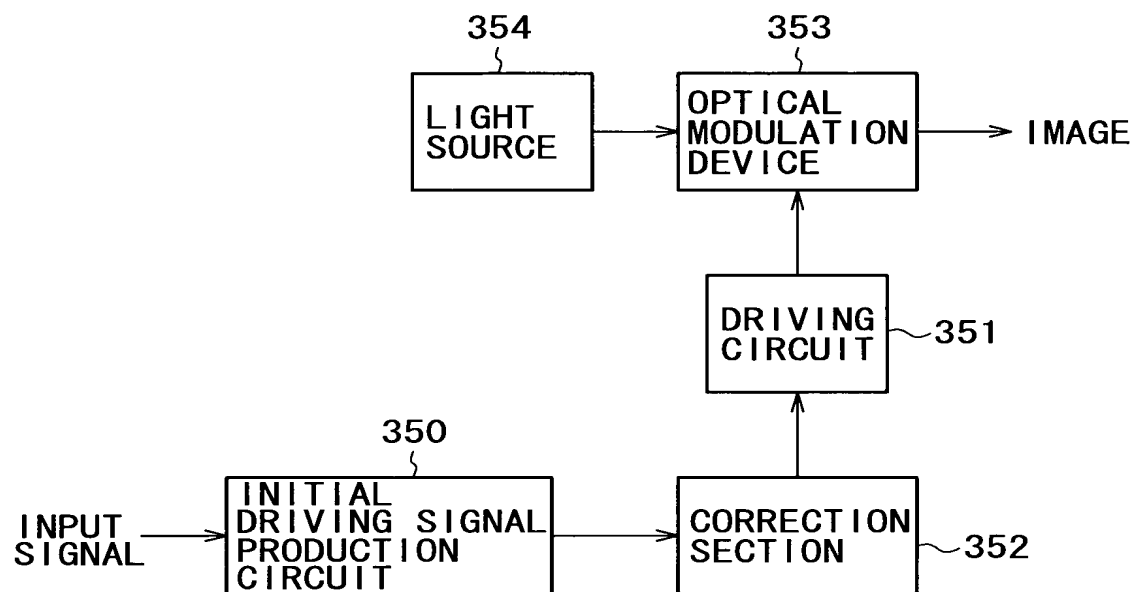 354
353
LIGHT
SOURCE
OPTICAL
MODULATION
DEVICE
IMAGE
DRIVING
CIRCUIT
351
350
INPUT
SIGNAL
INITIAL
DRIVING SIGNAL
PRODUCTION
CIRCUIT
CORRECTION
SECTION
352